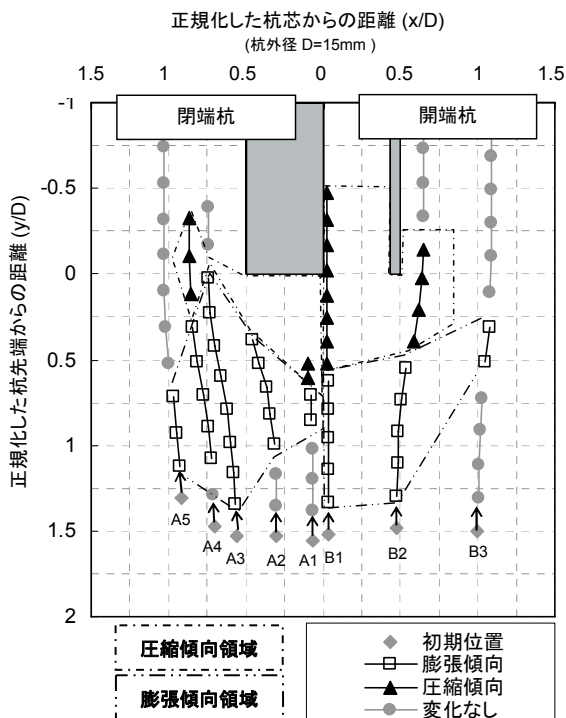 正規化した杭芯からの距離 (x/D)
(杭外径 D=15mm )
1.5 1 0.5 0 0.5 1 1.5
閉端杭 開端杭
正規化した杭先端からの距離 (y/D)
-1
-0.5
0
0.5
1
1.5
2
A5 A4 A3 A2 A1 B1 B2 B3
圧縮傾向領域
膨張傾向領域
初期位置
膨張傾向
圧縮傾向
変化なし